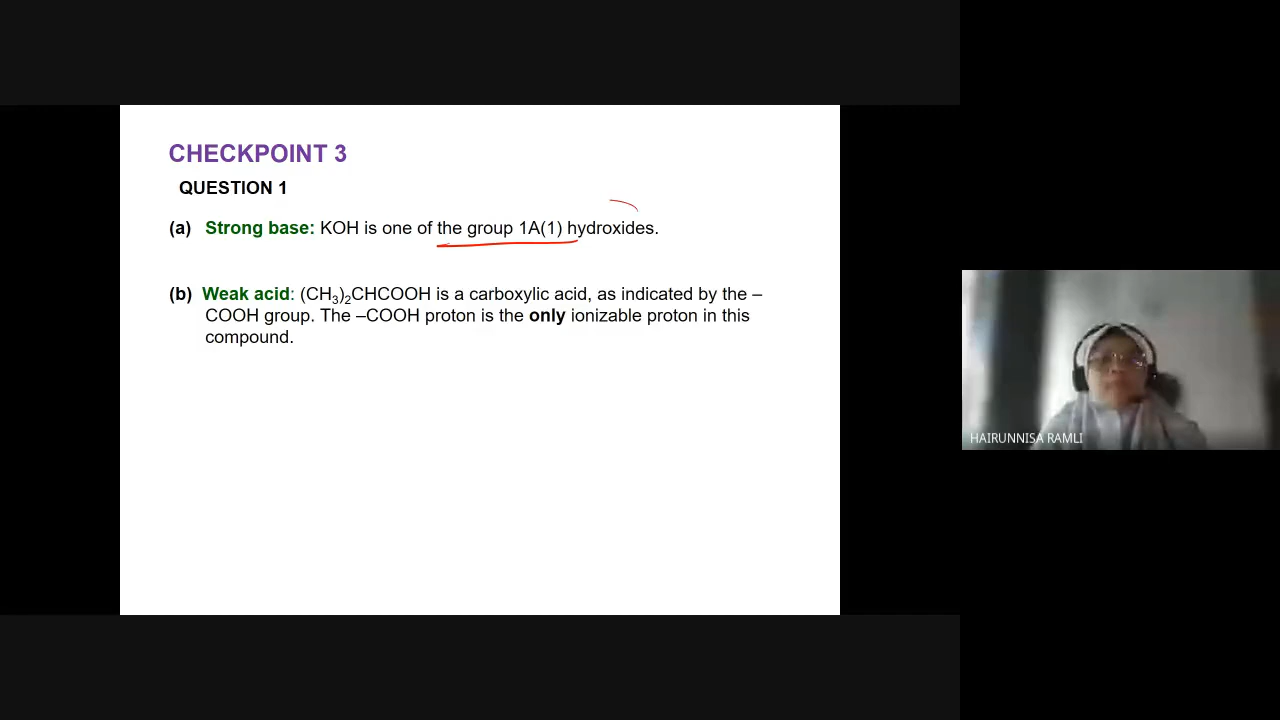 CHECKPOINT 3
QUESTION 1
(a) Strong base: KOH is one of the group 1A(1) hydroxides.
(b) Weak acid: (CH₃)₂CHCOOH is a carboxylic acid, as indicated by the –
COOH group. The –COOH proton is the only ionizable proton in this
compound.
HAIRUNNISA RAMLI